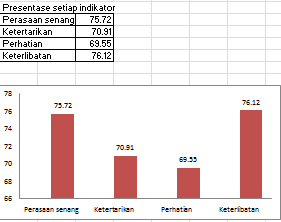 Presentase setiap indikator
Perasaan senang 75.72
Ketertarikan 70.91
Perhatian 69.55
Keterlibatan 76.12
78
76
74
72
70
68
66
75.72
70.91
69.55
76.12
Perasaan senang Ketertarikan Perhatian Keterlibatan